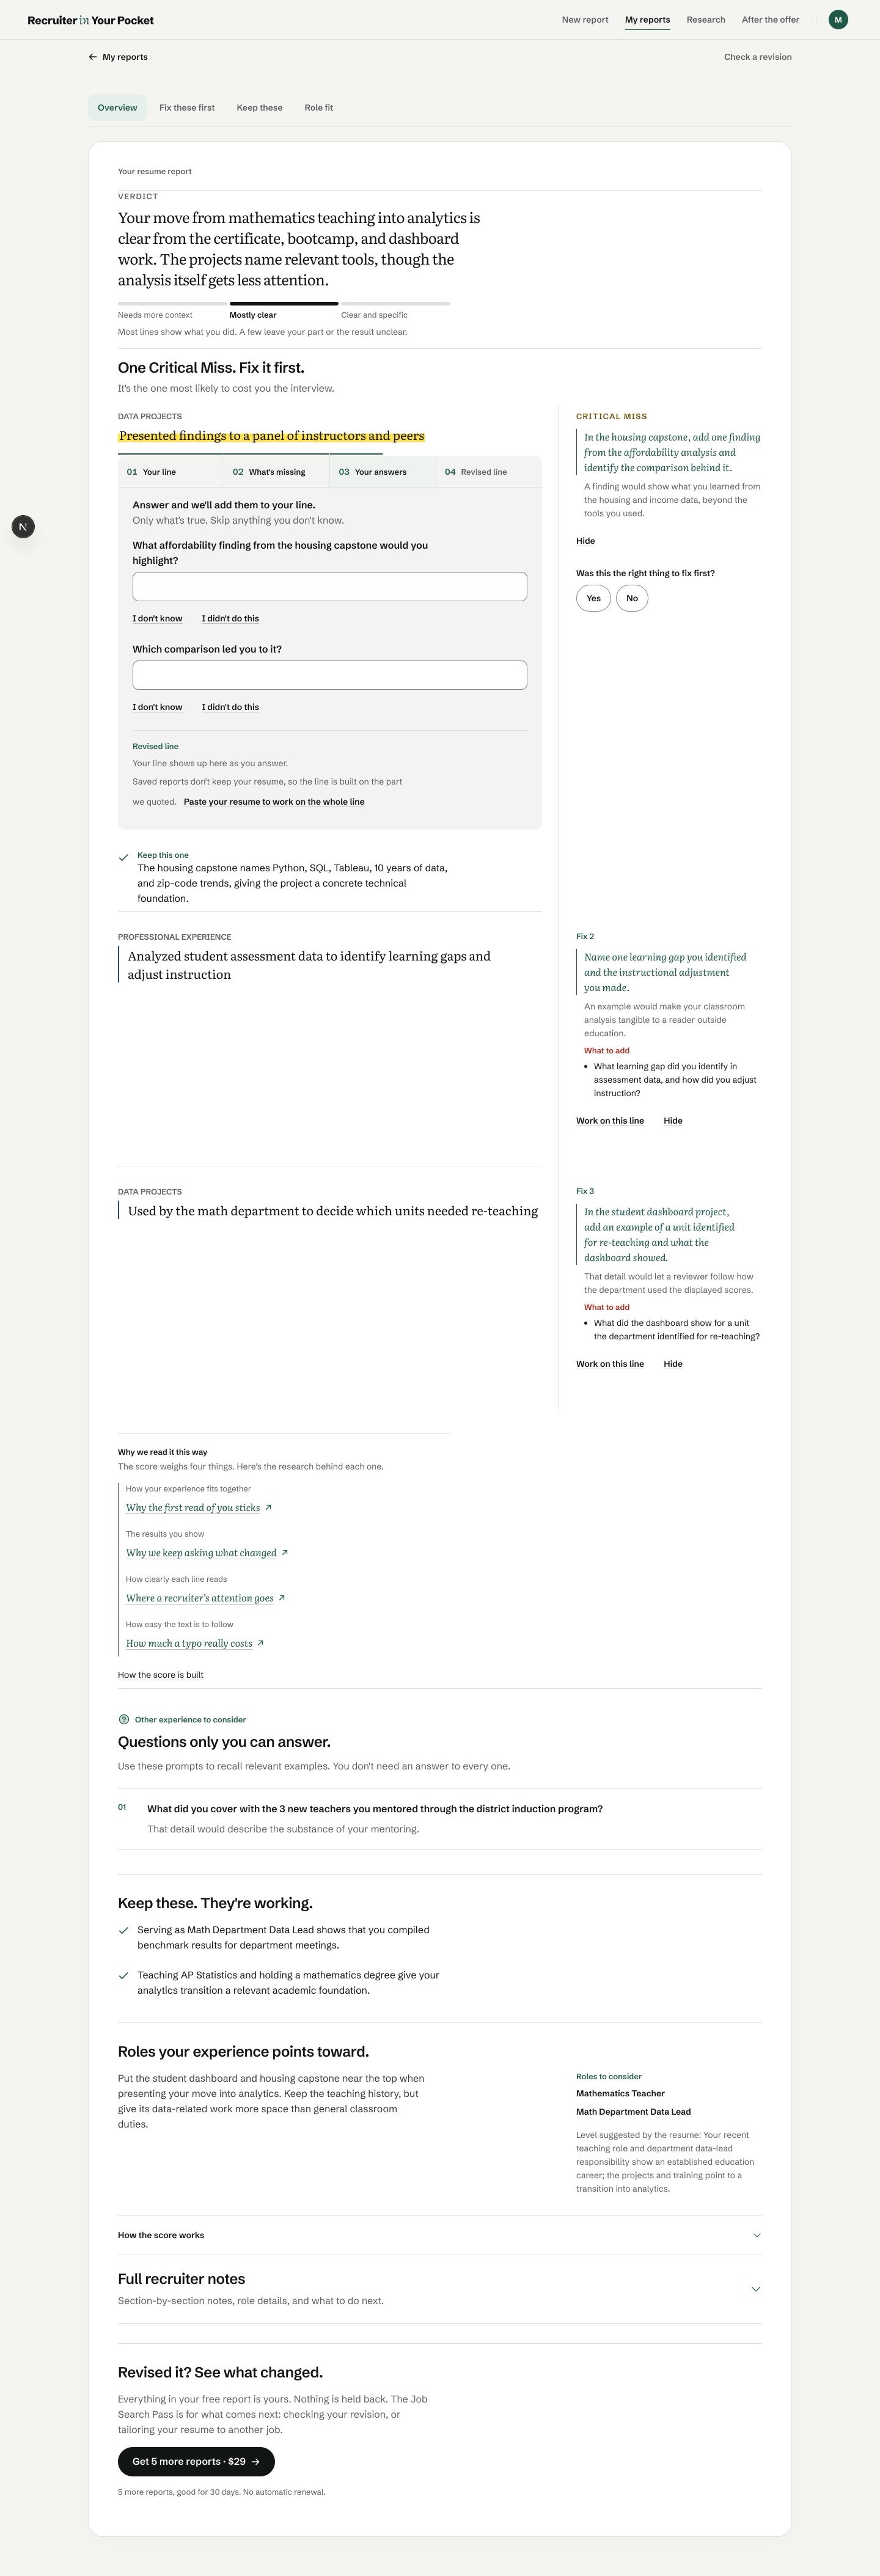 Recruiter in Your Pocket
New report
My reports
Research
After the offer
M
← My reports
Check a revision
Overview
Fix these first
Keep these
Role fit
Your resume report
VERDICT
Your move from mathematics teaching into analytics is
clear from the certificate, bootcamp, and dashboard
work. The projects name relevant tools, though the
analysis itself gets less attention.
Needs more context
Mostly clear
Clear and specific
Most lines show what you did. A few leave your part or the result unclear.
One Critical Miss. Fix it first.
It's the one most likely to cost you the interview.
DATA PROJECTS
Presented findings to a panel of instructors and peers
01 Your line
02 What's missing
03 Your answers
04 Revised line
Answer and we'll add them to your line.
Only what's true. Skip anything you don't know.
What affordability finding from the housing capstone would you
highlight?
I don't know
I didn't do this
Which comparison led you to it?
I don't know
I didn't do this
Revised line
Your line shows up here as you answer.
Saved reports don't keep your resume, so the line is built on the part
we quoted. Paste your resume to work on the whole line
CRITICAL MISS
In the housing capstone, add one finding
from the affordability analysis and
identify the comparison behind it.
A finding would show what you learned from
the housing and income data, beyond the
tools you used.
Hide
Was this the right thing to fix first?
Yes
No
N
Keep this one
The housing capstone names Python, SQL, Tableau, 10 years of data,
and zip-code trends, giving the project a concrete technical
foundation.
PROFESSIONAL EXPERIENCE
Analyzed student assessment data to identify learning gaps and
adjust instruction
Fix 2
Name one learning gap you identified
and the instructional adjustment
you made.
An example would make your classroom
analysis tangible to a reader outside
education.
What to add
• What learning gap did you identify in
assessment data, and how did you adjust
instruction?
Work on this line
Hide
DATA PROJECTS
Used by the math department to decide which units needed re-teaching
Fix 3
In the student dashboard project,
add an example of a unit identified
for re-teaching and what the
dashboard showed.
That detail would let a reviewer follow how
the department used the displayed scores.
What to add
• What did the dashboard show for a unit
the department identified for re-teaching?
Work on this line
Hide
Why we read it this way
The score weighs four things. Here's the research behind each one.
How your experience fits together
Why the first read of you sticks ↗
The results you show
Why we keep asking what changed ↗
How clearly each line reads
Where a recruiter's attention goes ↗
How easy the text is to follow
How much a typo really costs ↗
How the score is built
Other experience to consider
Questions only you can answer.
Use these prompts to recall relevant examples. You don't need an answer to every one.
01 What did you cover with the 3 new teachers you mentored through the district induction program?
That detail would describe the substance of your mentoring.
Keep these. They're working.
Serving as Math Department Data Lead shows that you compiled
benchmark results for department meetings.
Teaching AP Statistics and holding a mathematics degree give your
analytics transition a relevant academic foundation.
Roles your experience points toward.
Put the student dashboard and housing capstone near the top when
presenting your move into analytics. Keep the teaching history, but
give its data-related work more space than general classroom
duties.
Roles to consider
Mathematics Teacher
Math Department Data Lead
Level suggested by the resume: Your recent
teaching role and department data-lead
responsibility show an established education
career; the projects and training point to a
transition into analytics.
How the score works
Full recruiter notes
Section-by-section notes, role details, and what to do next.
Revised it? See what changed.
Everything in your free report is yours. Nothing is held back. The Job
Search Pass is for what comes next: checking your revision, or
tailoring your resume to another job.
Get 5 more reports · $29 →
5 more reports, good for 30 days. No automatic renewal.